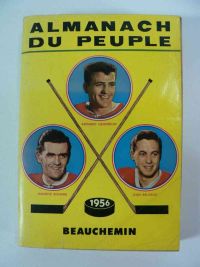 ALMANACH
DU PEUPLE
1956
BEAUCHEMIN